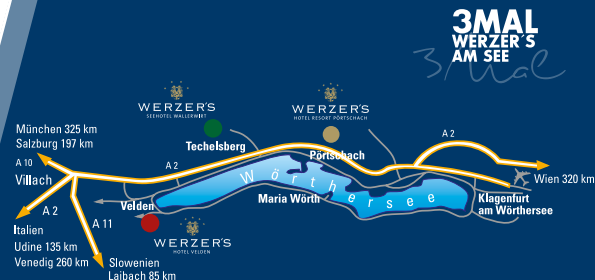 3MAL
WERZER'S
AM SEE
3 Mal
WERZER'S
SEEHOTEL WALLERWIRT
WERZER'S
HOTEL RESORT PÖRTSCHACH
München 325 km
Salzburg 197 km
Techelsberg
Pörtschach
A 2
A 10
A 2
Villach
Wien 320 km
Wörthersee
Maria Wörth
Klagenfurt
am Wörthersee
Velden
A 2
A 11
Italien
Udine 135 km
Venedig 260 km
WERZER'S
HOTEL VELDEN
Slowenien
Laibach 85 km